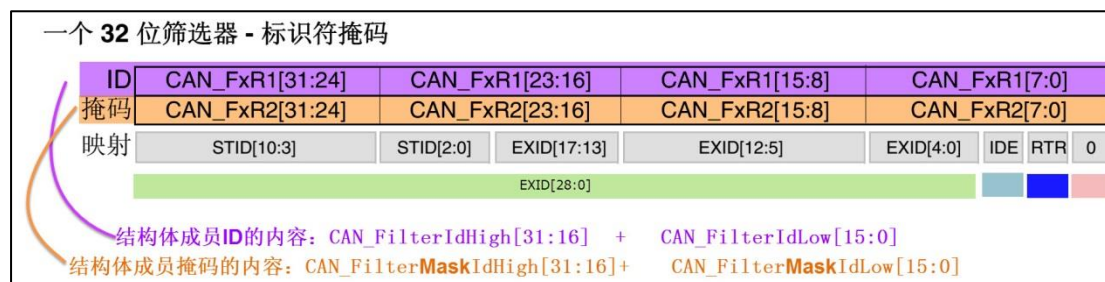 一个 32 位筛选器 - 标识符掩码
ID CAN_FxR1[31:24] CAN_FxR1[23:16] CAN_FxR1[15:8] CAN_FxR1[7:0]
掩码 CAN_FxR2[31:24] CAN_FxR2[23:16] CAN_FxR2[15:8] CAN_FxR2[7:0]
映射 STID[10:3] STID[2:0] EXID[17:13] EXID[12:5] EXID[4:0] IDE RTR 0
EXID[28:0]
结构体成员ID的内容：CAN_FilterIdHigh[31:16] + CAN_FilterIdLow[15:0]
结构体成员掩码的内容：CAN_FilterMaskIdHigh[31:16]+ CAN_FilterMaskIdLow[15:0]